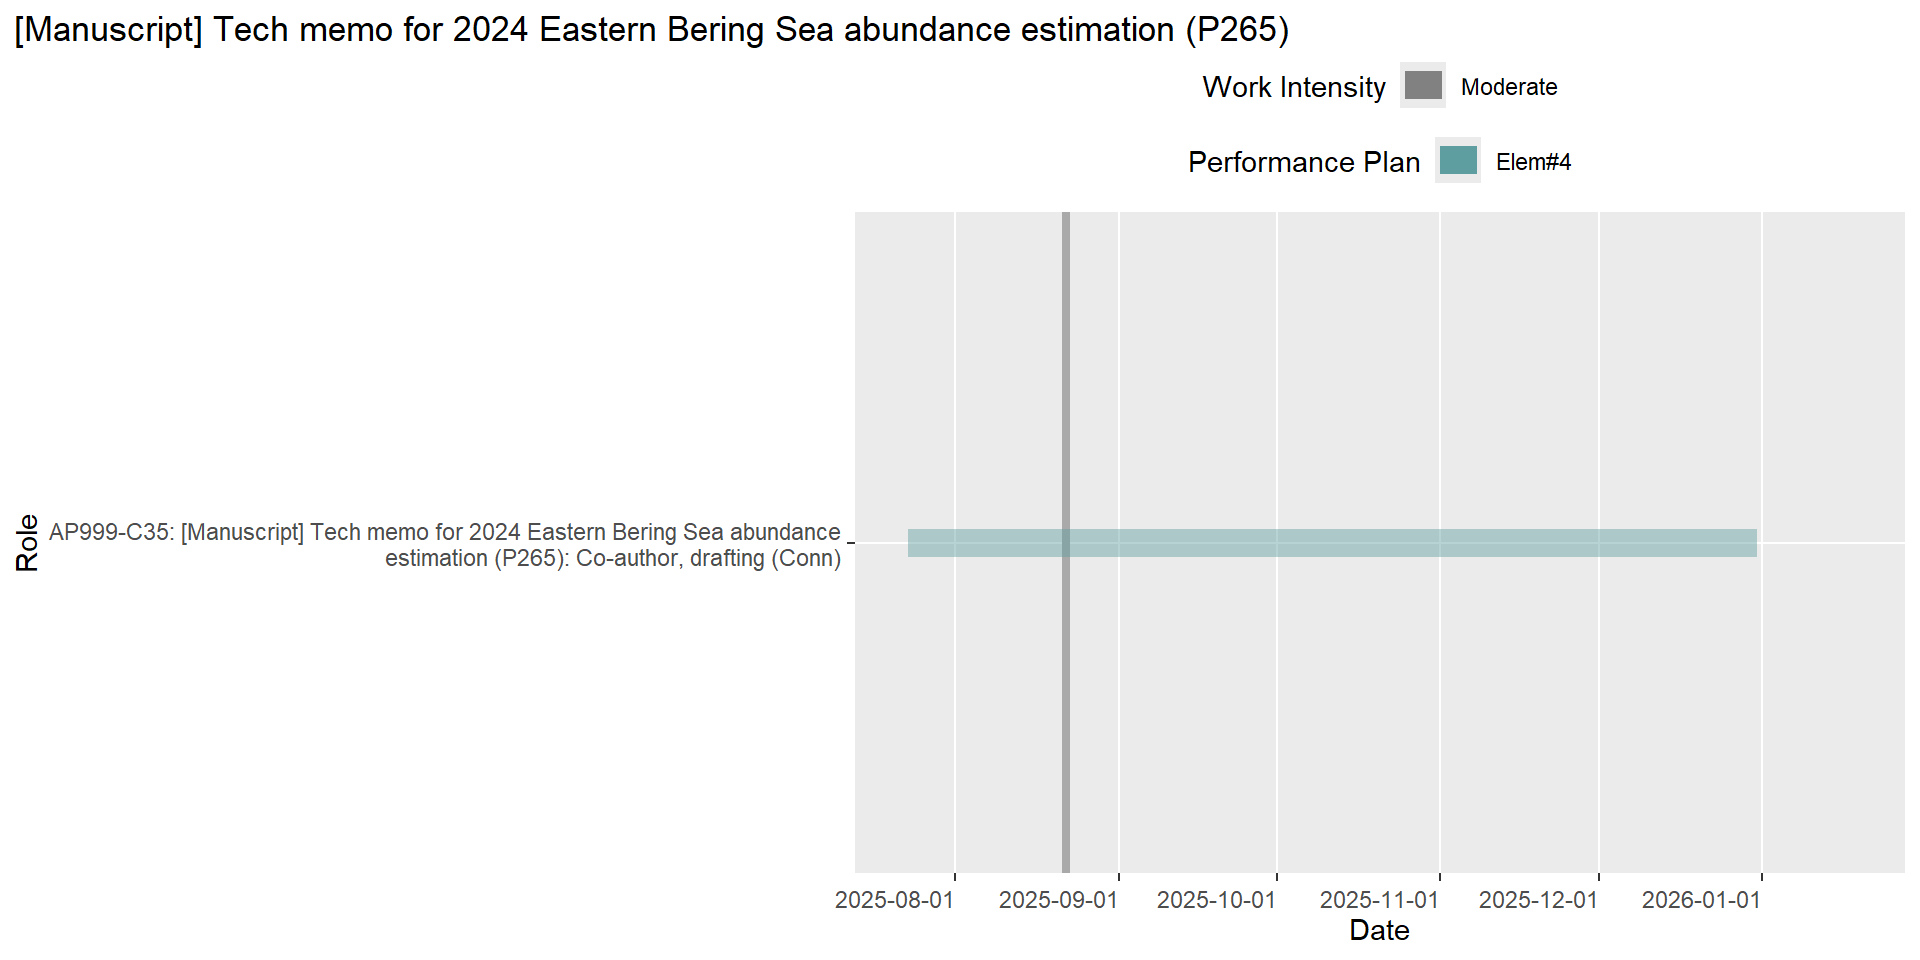 [Manuscript] Tech memo for 2024 Eastern Bering Sea abundance estimation (P265)
Work Intensity Moderate
Performance Plan Elem#4
Role
AP999-C35: [Manuscript] Tech memo for 2024 Eastern Bering Sea abundance
estimation (P265): Co-author, drafting (Conn)
2025-08-01 2025-09-01 2025-10-01 2025-11-01 2025-12-01 2026-01-01
Date